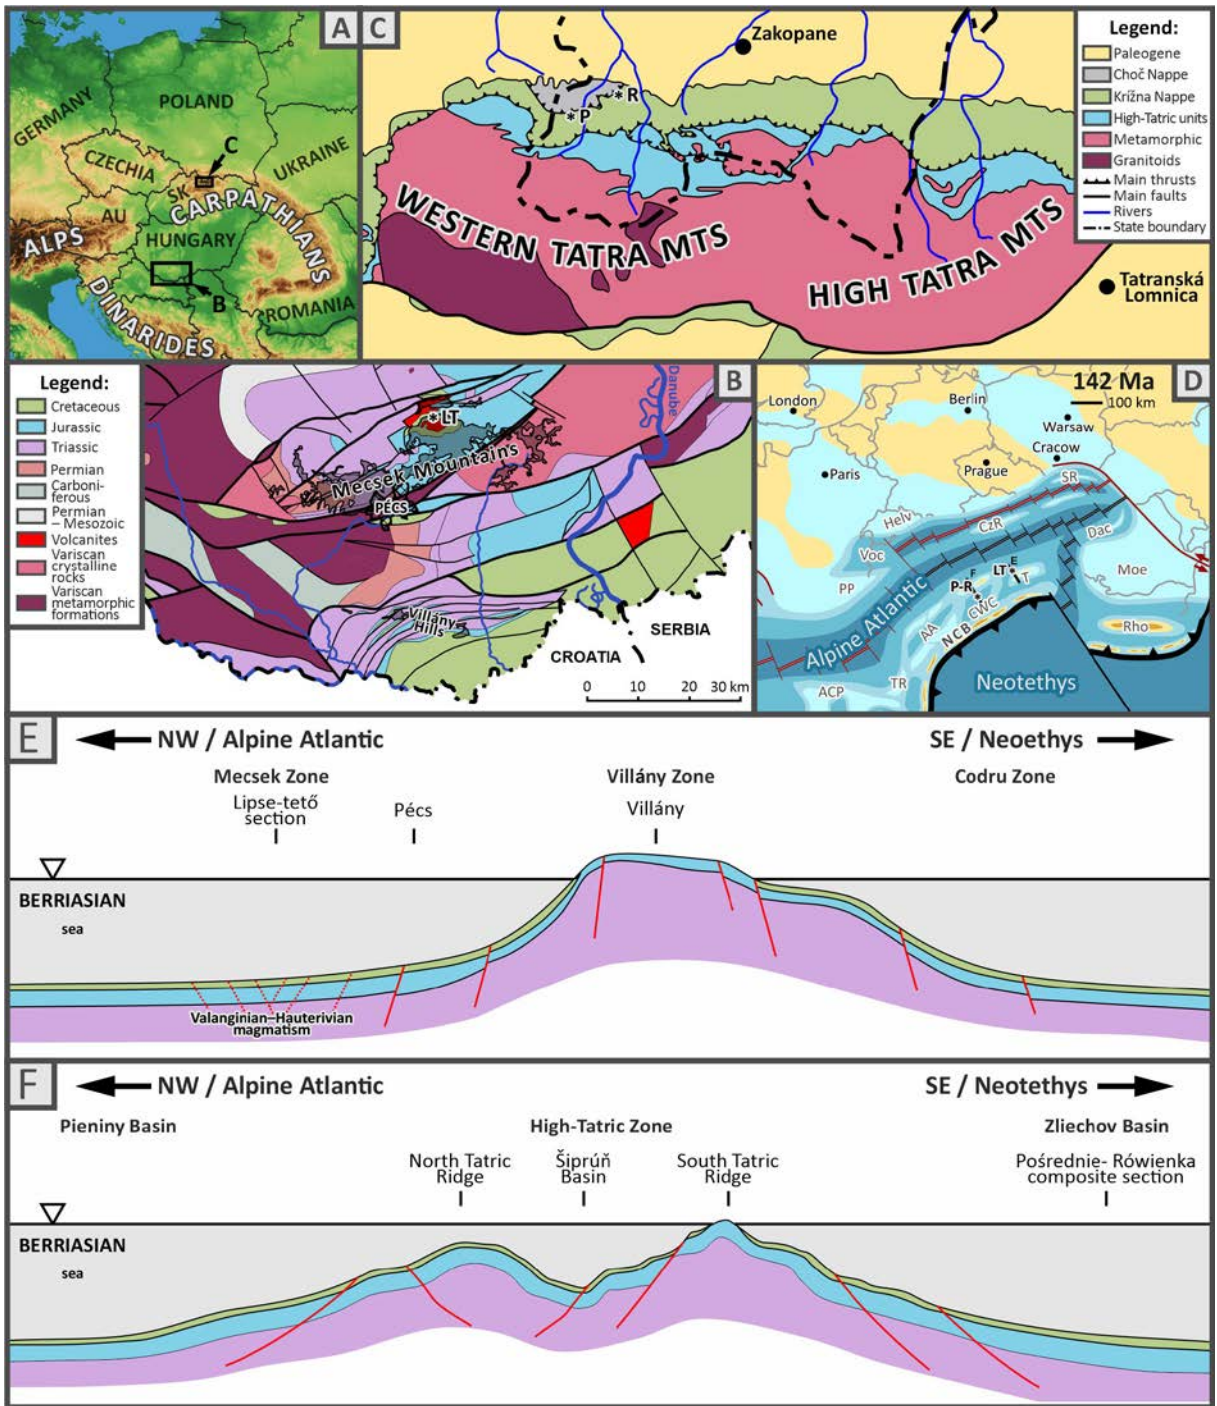 A
GERMANY
POLAND
C
CZECHIA
UKRAINE
SK
AU
CARPATHIANS
ALPS
HUNGARY
DINARIDES
B
ROMANIA
C
Zakopane
R
P
WESTERN TATRA MTS
HIGH TATRA MTS
Tatranská
Lomnica
Legend:
Paleogene
Choč Nappe
Krížna Nappe
High-Tatric units
Metamorphic
Granitoids
Main thrusts
Main faults
Rivers
State boundary
Legend:
Cretaceous
Jurassic
Triassic
Permian
Carboni-
ferous
Permian
– Mesozoic
Volcanites
Variscan
crystalline
rocks
Variscan
metamorphic
formations
B
Danube
LT
Mecsek Mountains
PÉCS
Villány
Hills
SERBIA
CROATIA
0 10 20 30 km
D
142 Ma
100 km
London
Berlin
Warsaw
Cracow
Paris
Prague
SR
Helv
CzR
Dac
Voc
PP
LT
E
T
F
P-R
Moe
CWC
AA
NCB
Rho
Alpine Atlantic
Neotethys
ACP
TR
E
NW / Alpine Atlantic
SE / Neoethys
Mecsek Zone
Villány Zone
Codru Zone
Lipse-tető
section
Pécs
Villány
BERRIASIAN
sea
Valanginian–Hauterivian
magmatism
F
NW / Alpine Atlantic
SE / Neotethys
Pieniny Basin
High-Tatric Zone
Zliechov Basin
North Tatric
Ridge
Šiprúň
Basin
South Tatric
Ridge
Pośrednie- Rówienka
composite section
BERRIASIAN
sea